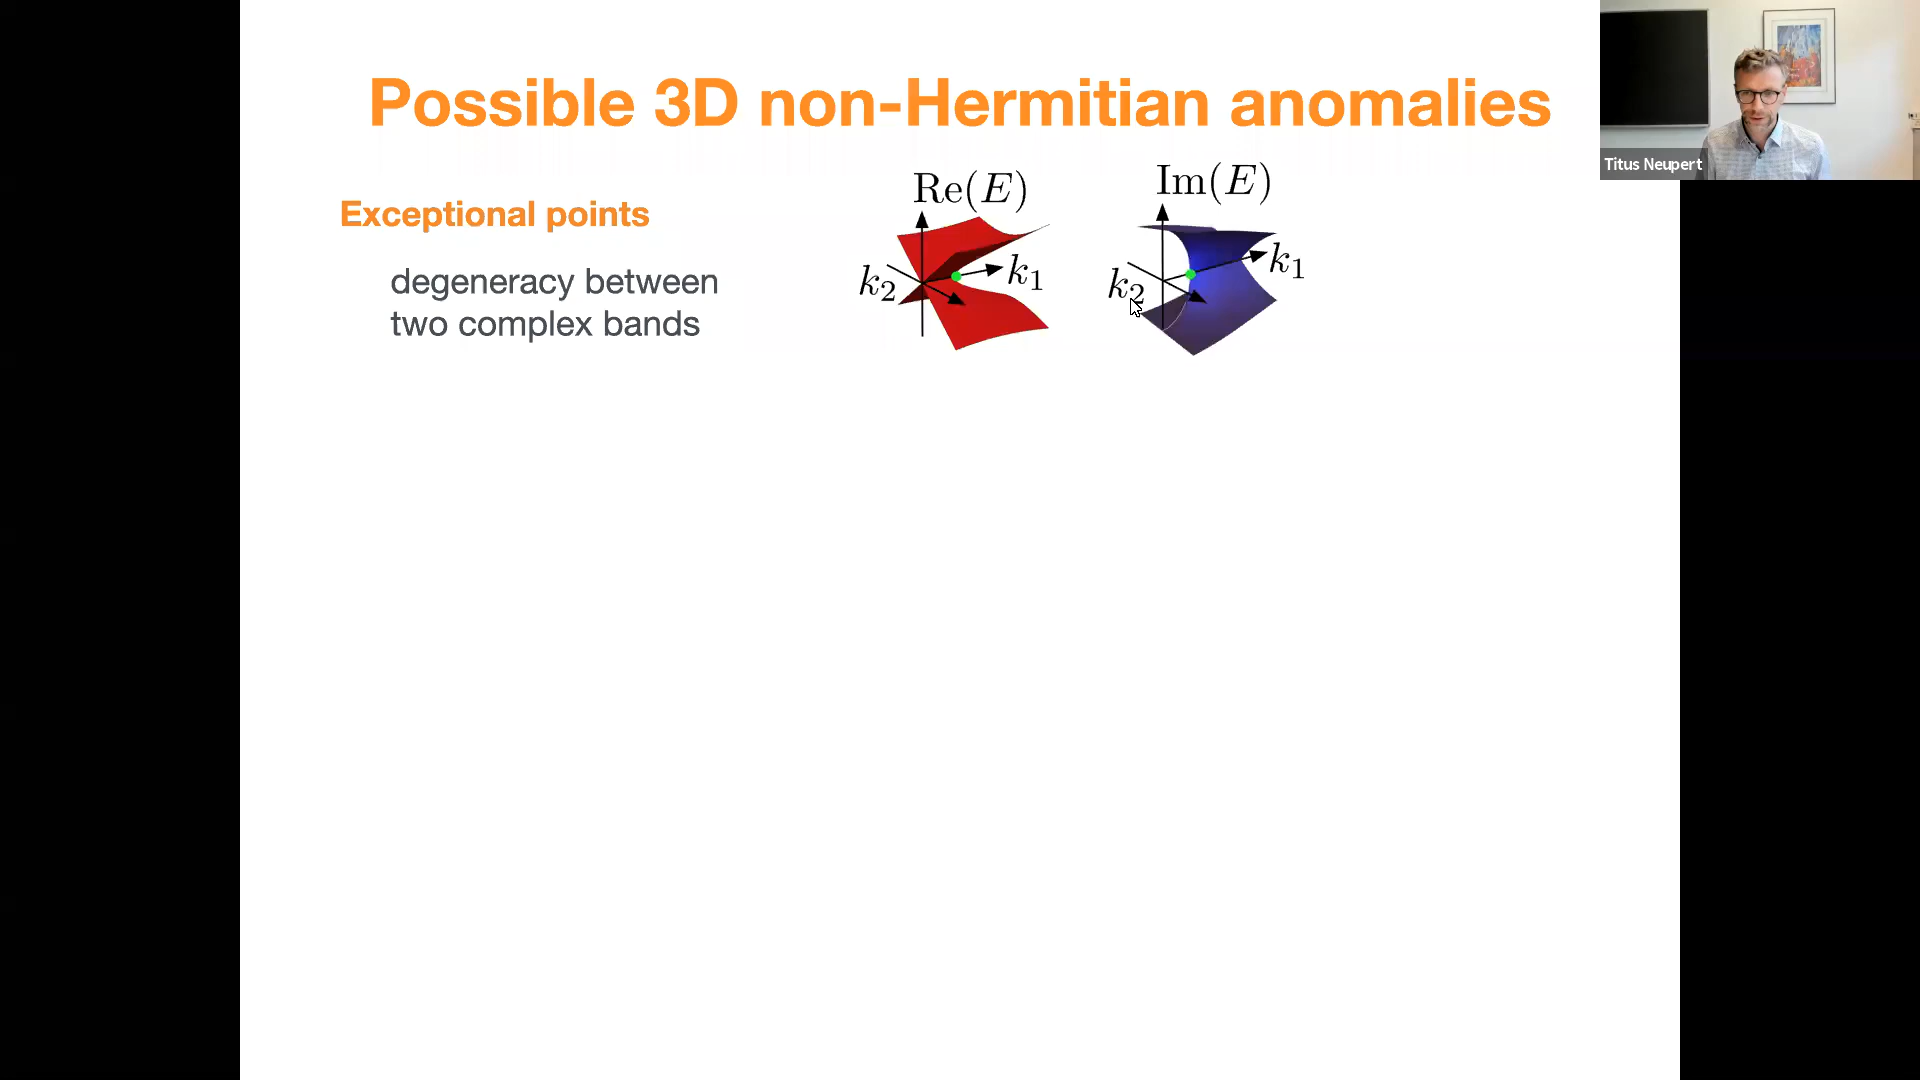 Possible 3D non-Hermitian anomalies
Titus Neupert
Exceptional points
degeneracy between
two complex bands
Re(E)
k₂
k₁
Im(E)
k₂
k₁